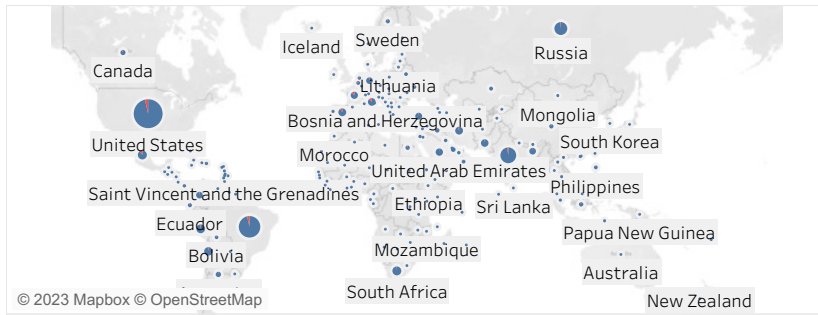 Iceland
Sweden
Russia
Canada
Lithuania
Bosnia and Herzegovina
Mongolia
United States
South Korea
Morocco
United Arab Emirates
Saint Vincent and the Grenadines
Philippines
Ethiopia
Sri Lanka
Ecuador
Papua New Guinea
Bolivia
Mozambique
Australia
South Africa
New Zealand
© 2023 Mapbox © OpenStreetMap